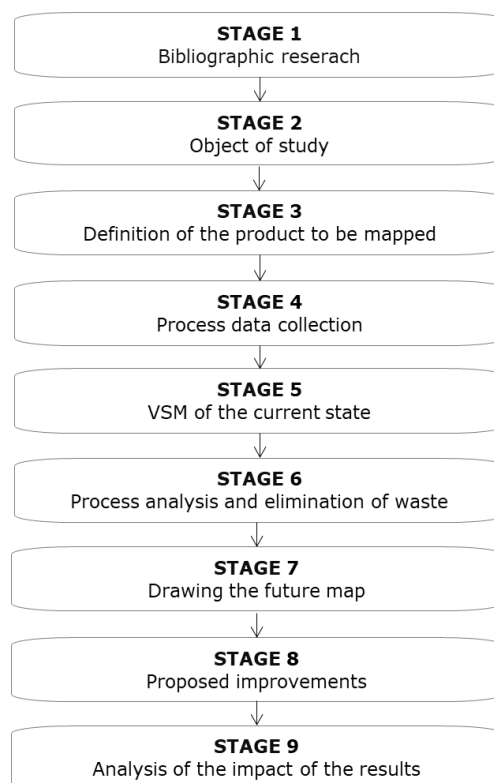 STAGE 1
Bibliographic reserach
STAGE 2
Object of study
STAGE 3
Definition of the product to be mapped
STAGE 4
Process data collection
STAGE 5
VSM of the current state
STAGE 6
Process analysis and elimination of waste
STAGE 7
Drawing the future map
STAGE 8
Proposed improvements
STAGE 9
Analysis of the impact of the results